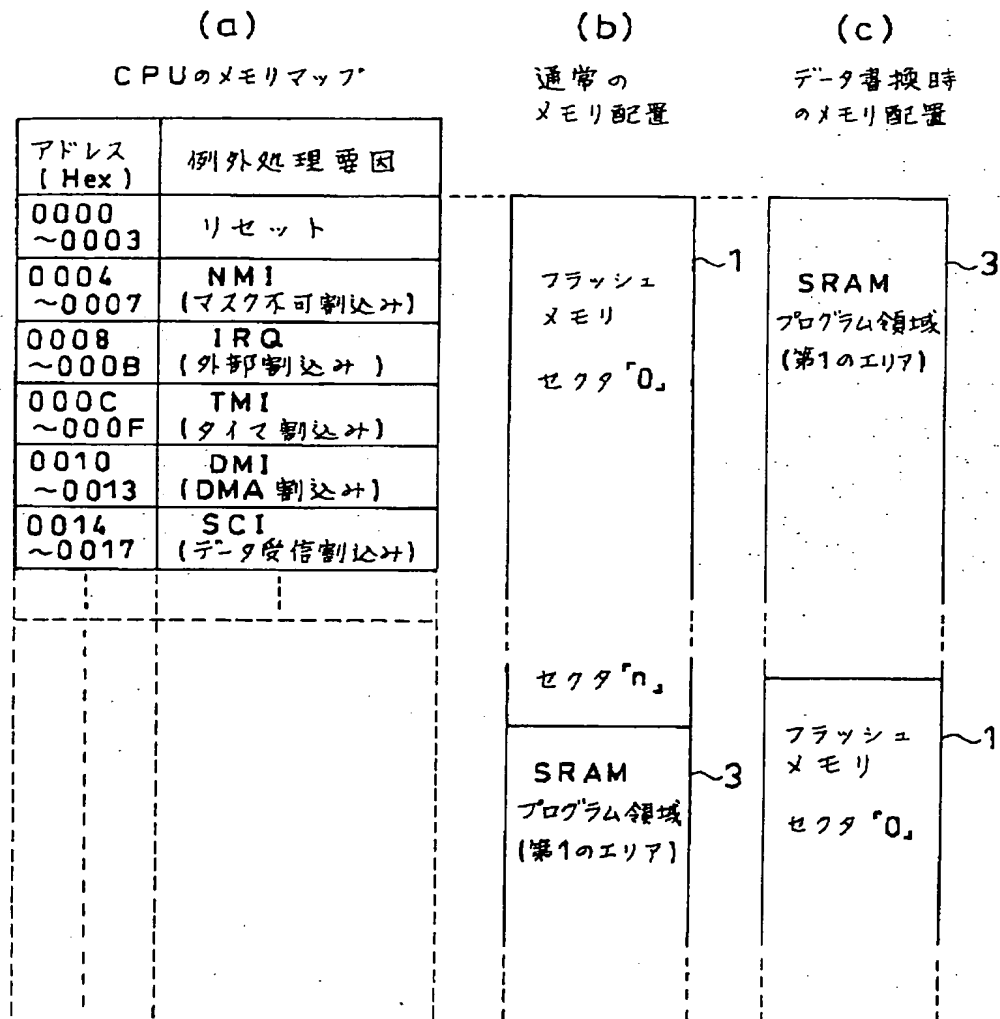 (a)
CPUのメモリマップ
アドレス
(Hex)
例外処理要因
0000
~0003
リセット
0004
~0007
NMI
(マスク不可割込み)
0008
~000B
IRQ
(外部割込み)
000C
~000F
TMI
(タイマ割込み)
0010
~0013
DMI
(DMA割込み)
0014
~0017
SCI
(データ受信割込み)
(b)
通常の
メモリ配置
フラッシュ
メモリ
セクタ「0」
~1
セクタ「n」
SRAM
プログラム領域
(第1のエリア)
~3
(c)
データ書換時
のメモリ配置
SRAM
プログラム領域
(第1のエリア)
~3
フラッシュ
メモリ
セクタ「0」
~1